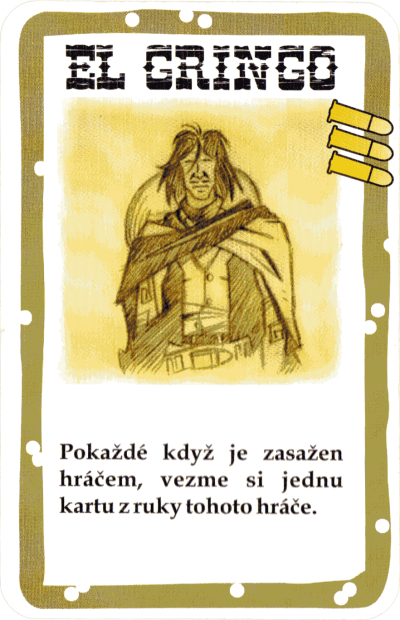 EL GRINGO
Pokaždé když je zasažen
hráčem, vezme si jednu
kartu z ruky tohoto hráče.